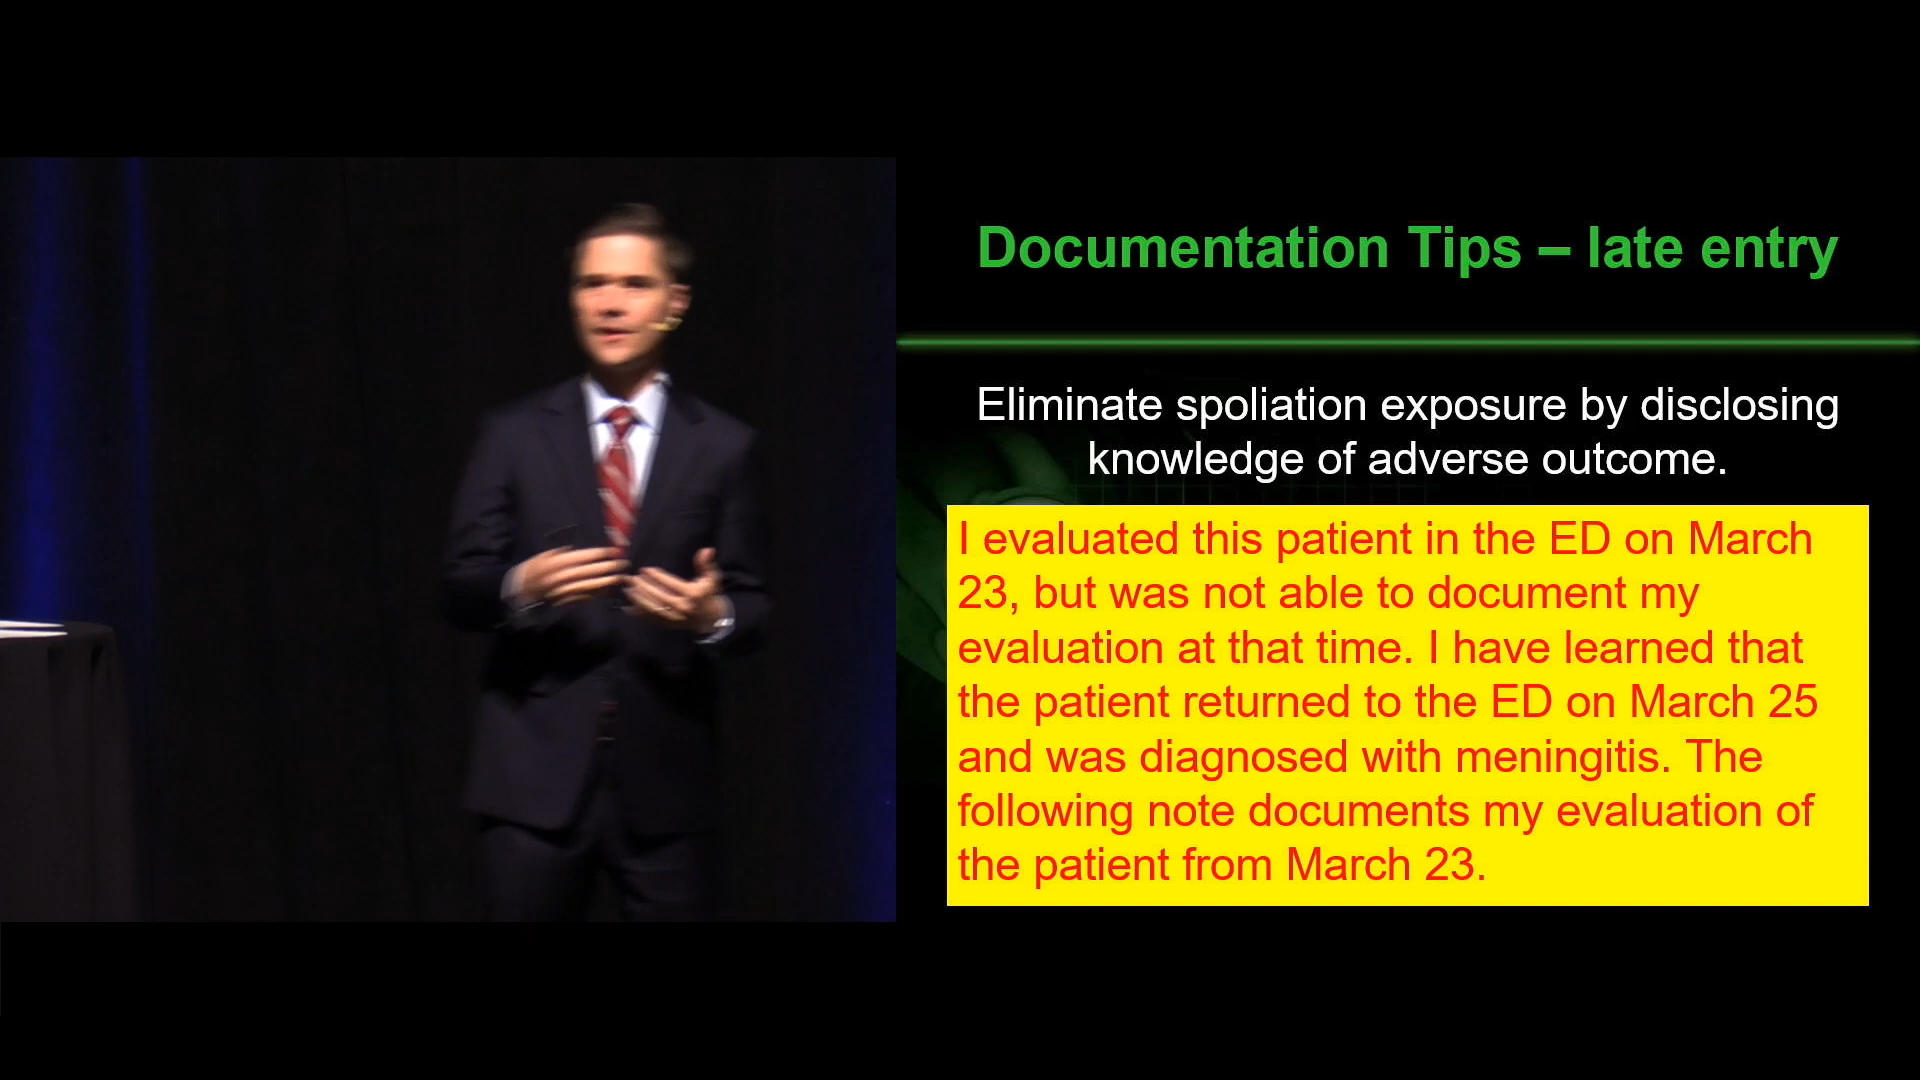 Documentation Tips – late entry
Eliminate spoliation exposure by disclosing
knowledge of adverse outcome.
I evaluated this patient in the ED on March
23, but was not able to document my
evaluation at that time. I have learned that
the patient returned to the ED on March 25
and was diagnosed with meningitis. The
following note documents my evaluation of
the patient from March 23.